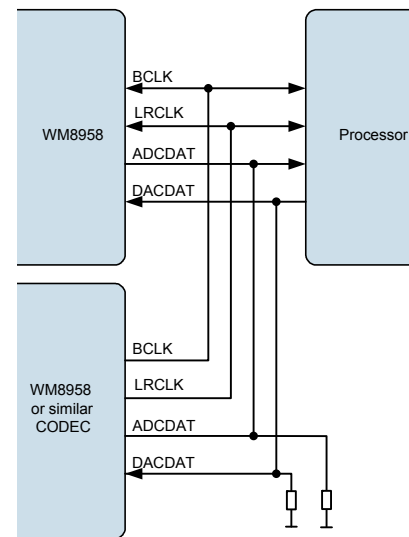 BCLK
LRCLK
WM8958
Processor
ADCDAT
DACDAT
BCLK
LRCLK
WM8958
or similar
CODEC
ADCDAT
DACDAT